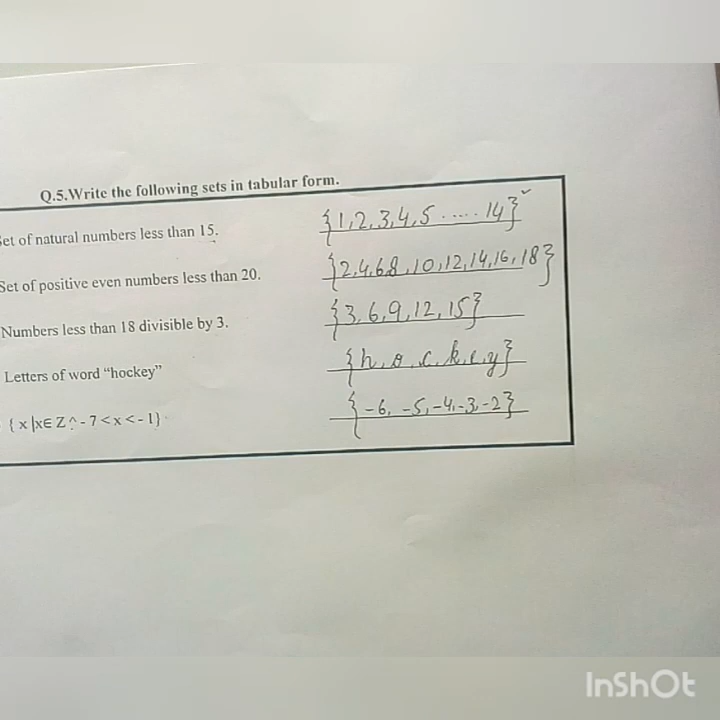 Q.5.Write the following sets in tabular form.
Set of natural numbers less than 15. {1,2,3,4,5 ..... 14}
Set of positive even numbers less than 20. {2,4,6,8,10,12,14,16,18}
Numbers less than 18 divisible by 3. {3,6,9,12,15}
Letters of word “hockey” {h,o,c,k,e,y}
{ x |x∈ Z ^ - 7 < x < - 1} {-6, -5, -4, -3, -2}
InShOt